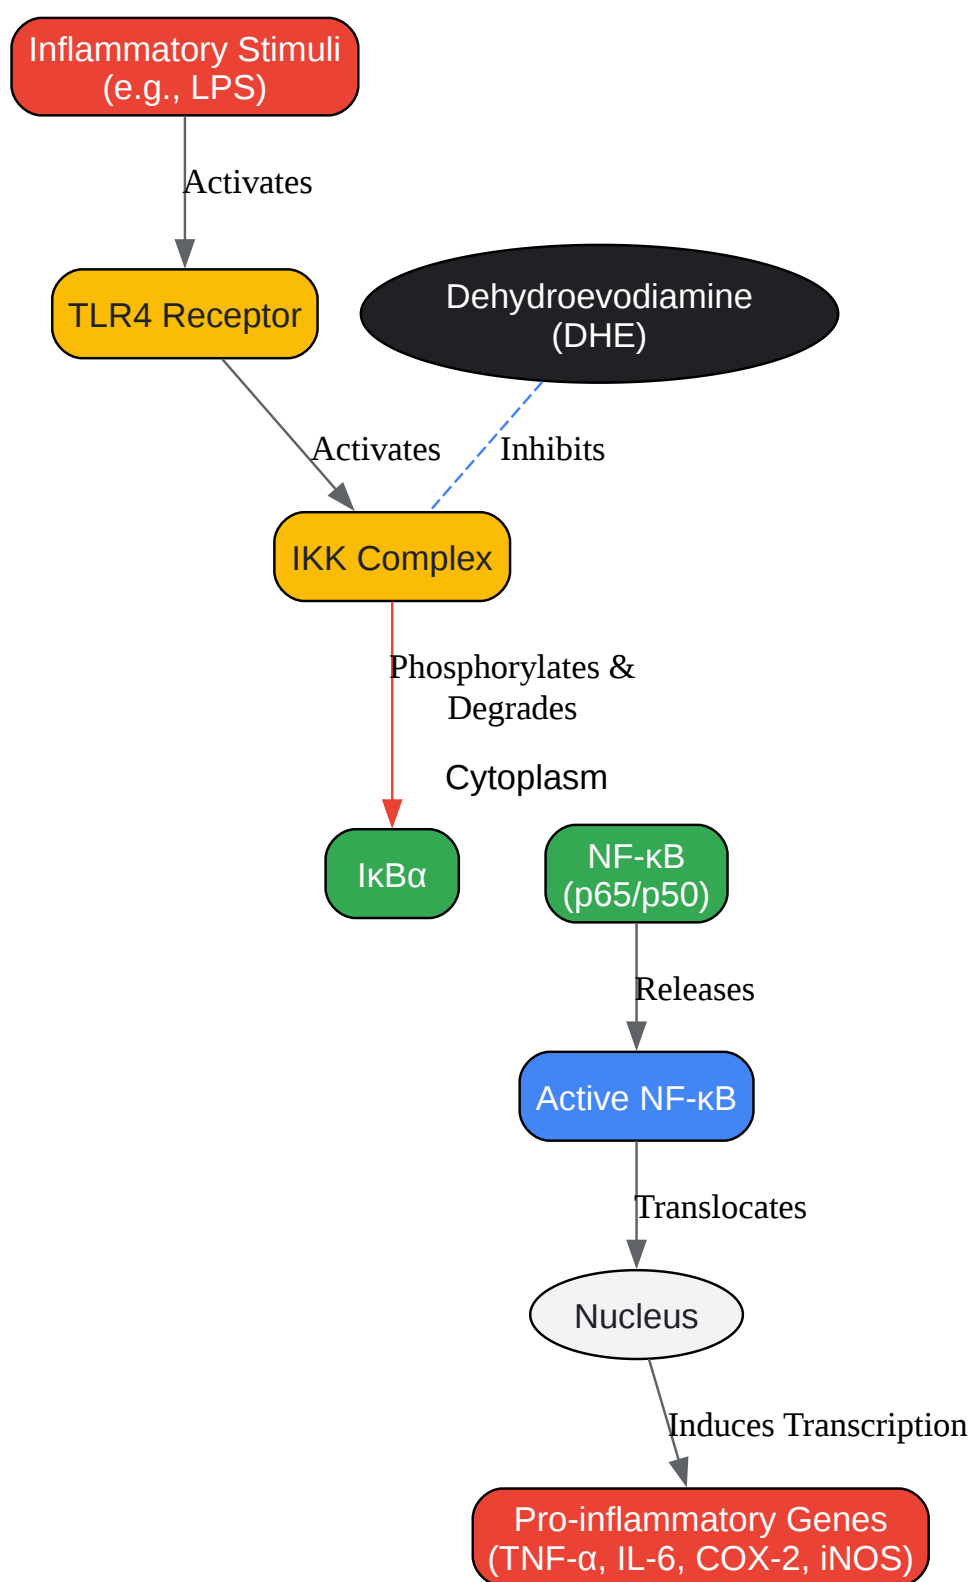 Inflammatory Stimuli
(e.g., LPS)
Activates
TLR4 Receptor
Dehydroevodiamine
(DHE)
Activates
Inhibits
IKK Complex
Phosphorylates &
Degrades
Cytoplasm
IκBα
NF-κB
(p65/p50)
Releases
Active NF-κB
Translocates
Nucleus
Induces Transcription
Pro-inflammatory Genes
(TNF-α, IL-6, COX-2, iNOS)